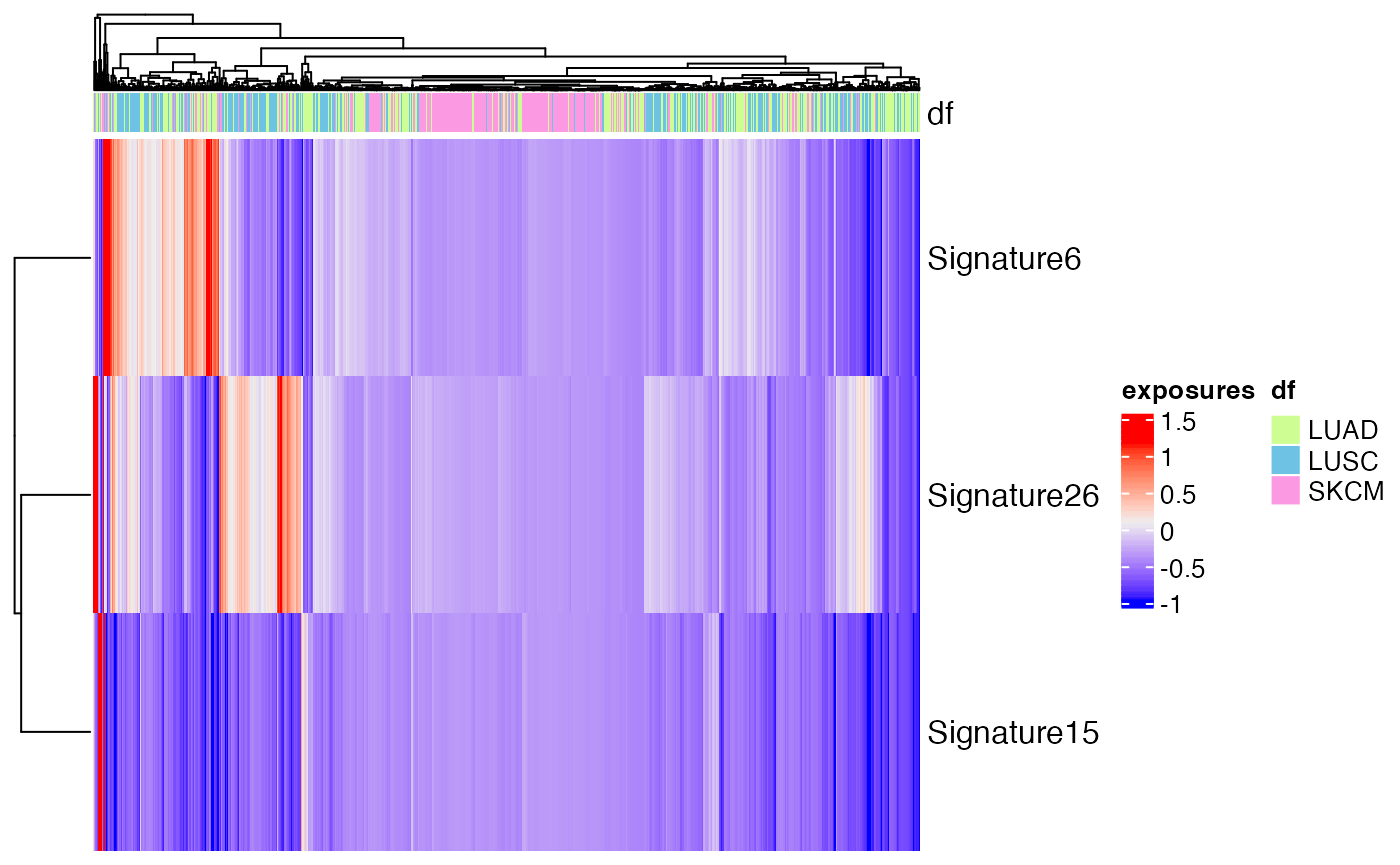 df
Signature6
Signature26
Signature15
exposures
1.5
1
0.5
0
-0.5
-1
df
LUAD
LUSC
SKCM